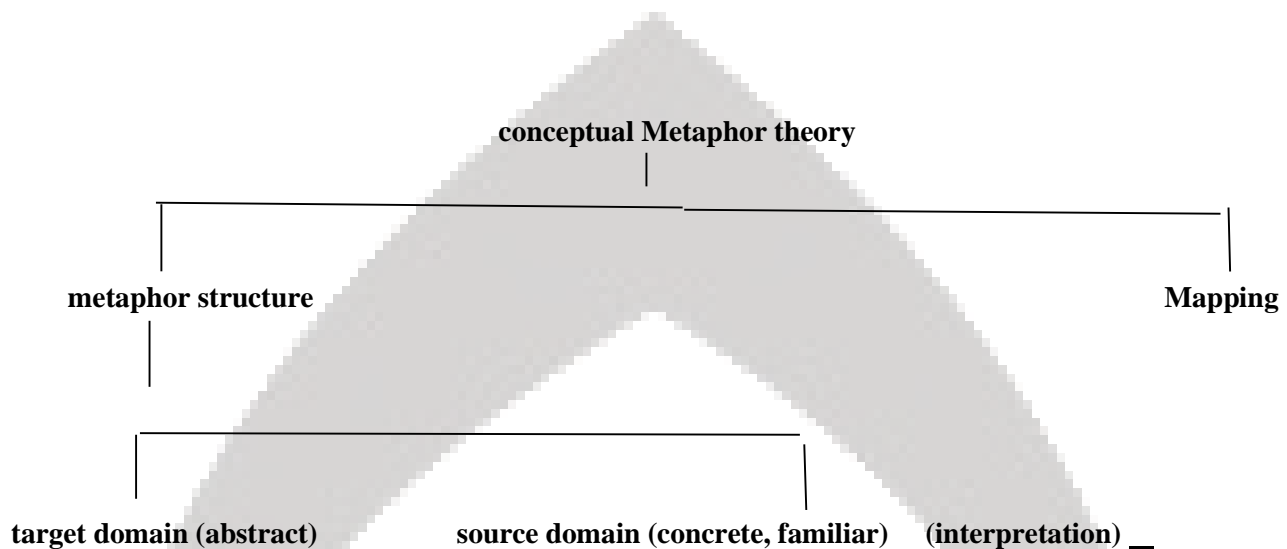 conceptual Metaphor theory
metaphor structure Mapping
target domain (abstract) source domain (concrete, familiar) (interpretation)